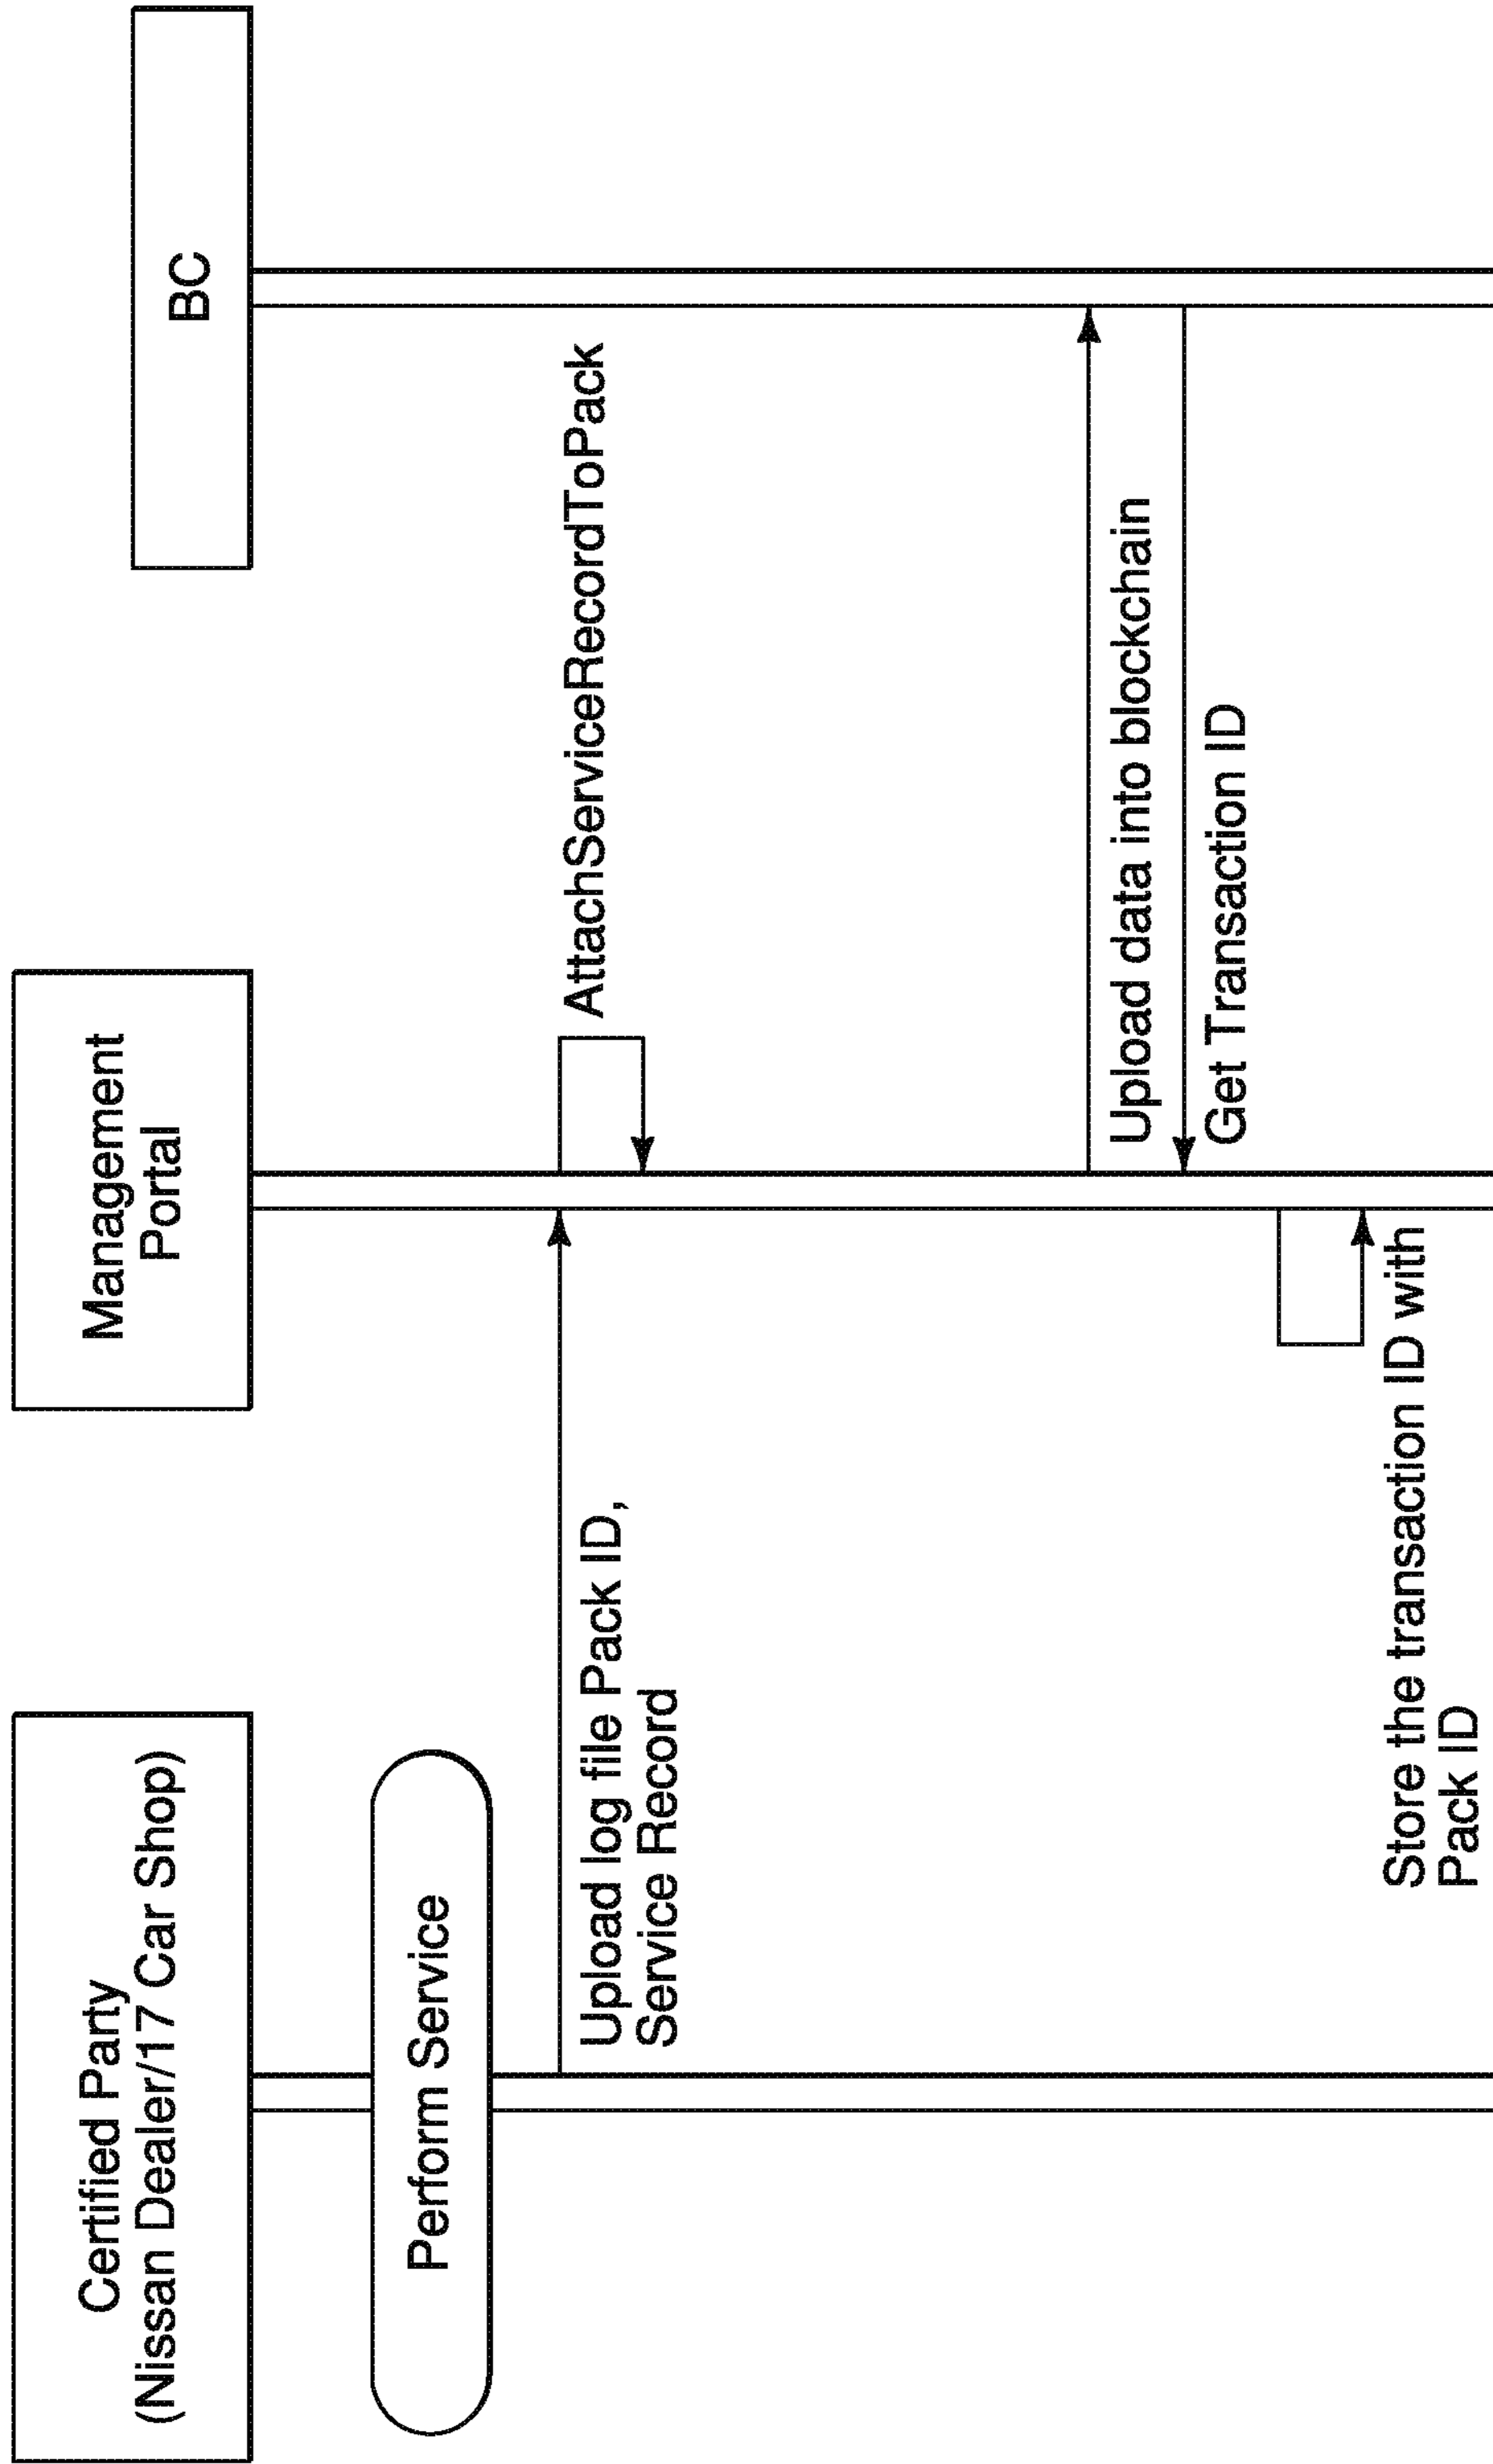 Certified Party
(Nissan Dealer/17 Car Shop)
Management
Portal
BC
Perform Service
Upload log file Pack ID,
Service Record
AttachServiceRecordToPack
Upload data into blockchain
Get Transaction ID
Store the transaction ID with
Pack ID